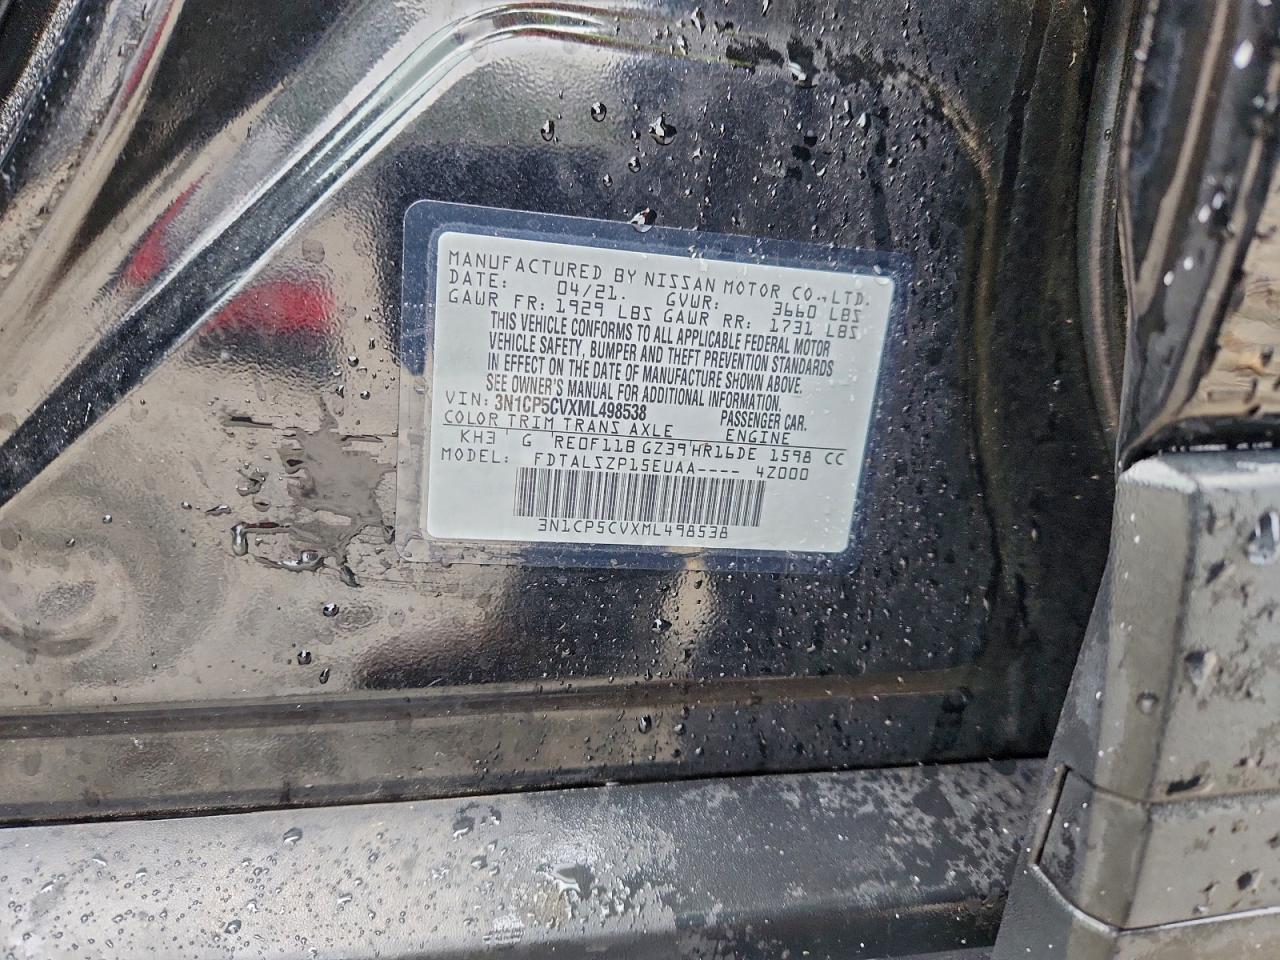 MANUFACTURED BY NISSAN MOTOR CO.,LTD.
DATE: 04/21. GVWR: 3660 LBS
GAWR FR: 1929 LBS GAWR RR: 1731 LBS
THIS VEHICLE CONFORMS TO ALL APPLICABLE FEDERAL MOTOR
VEHICLE SAFETY, BUMPER AND THEFT PREVENTION STANDARDS
IN EFFECT ON THE DATE OF MANUFACTURE SHOWN ABOVE.
SEE OWNER'S MANUAL FOR ADDITIONAL INFORMATION.
VIN: 3N1CP5CVXML498538 PASSENGER CAR.
COLOR TRIM TRANS AXLE ENGINE
KH3 G RE0F11B GZ39 HR16DE 1598 CC
MODEL: FDTALSZP15EUAA---- 4Z000
3N1CP5CVXML498538